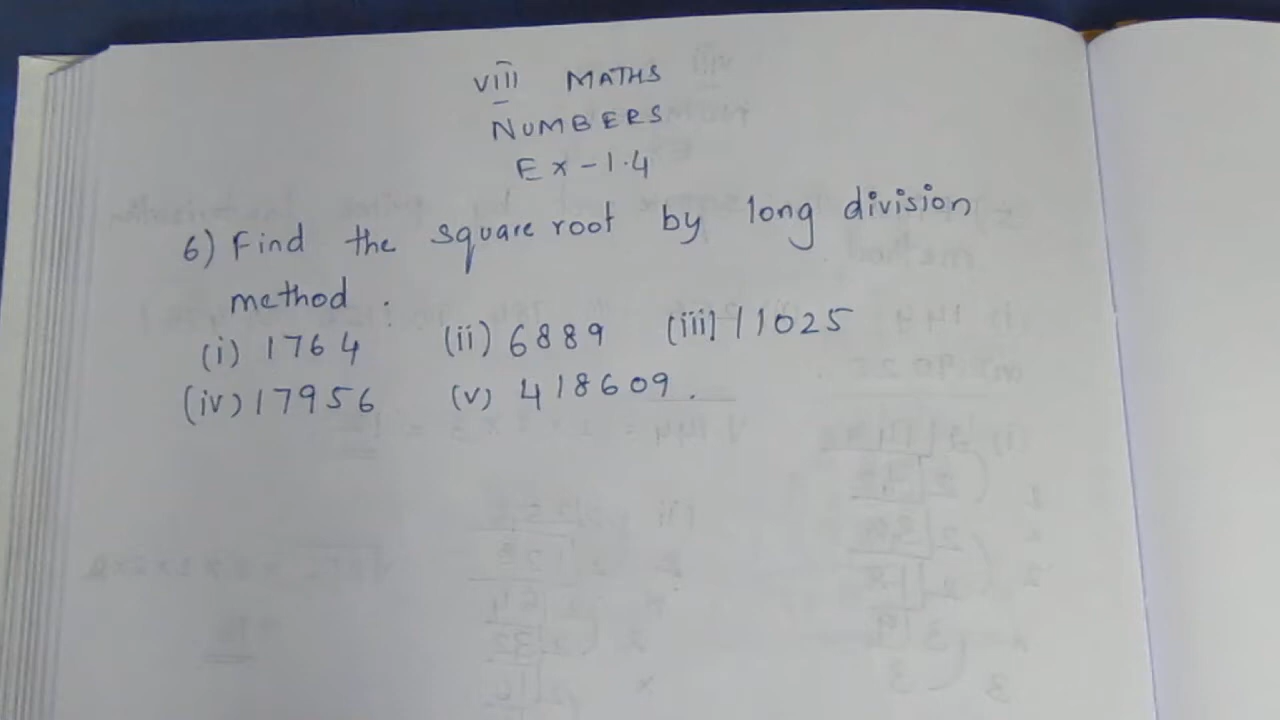 VIII MATHS
NUMBERS
Ex-1.4
6) Find the square root by long division
method.
(i) 1764 (ii) 6889 (iii) 11025
(iv) 17956 (v) 418609.